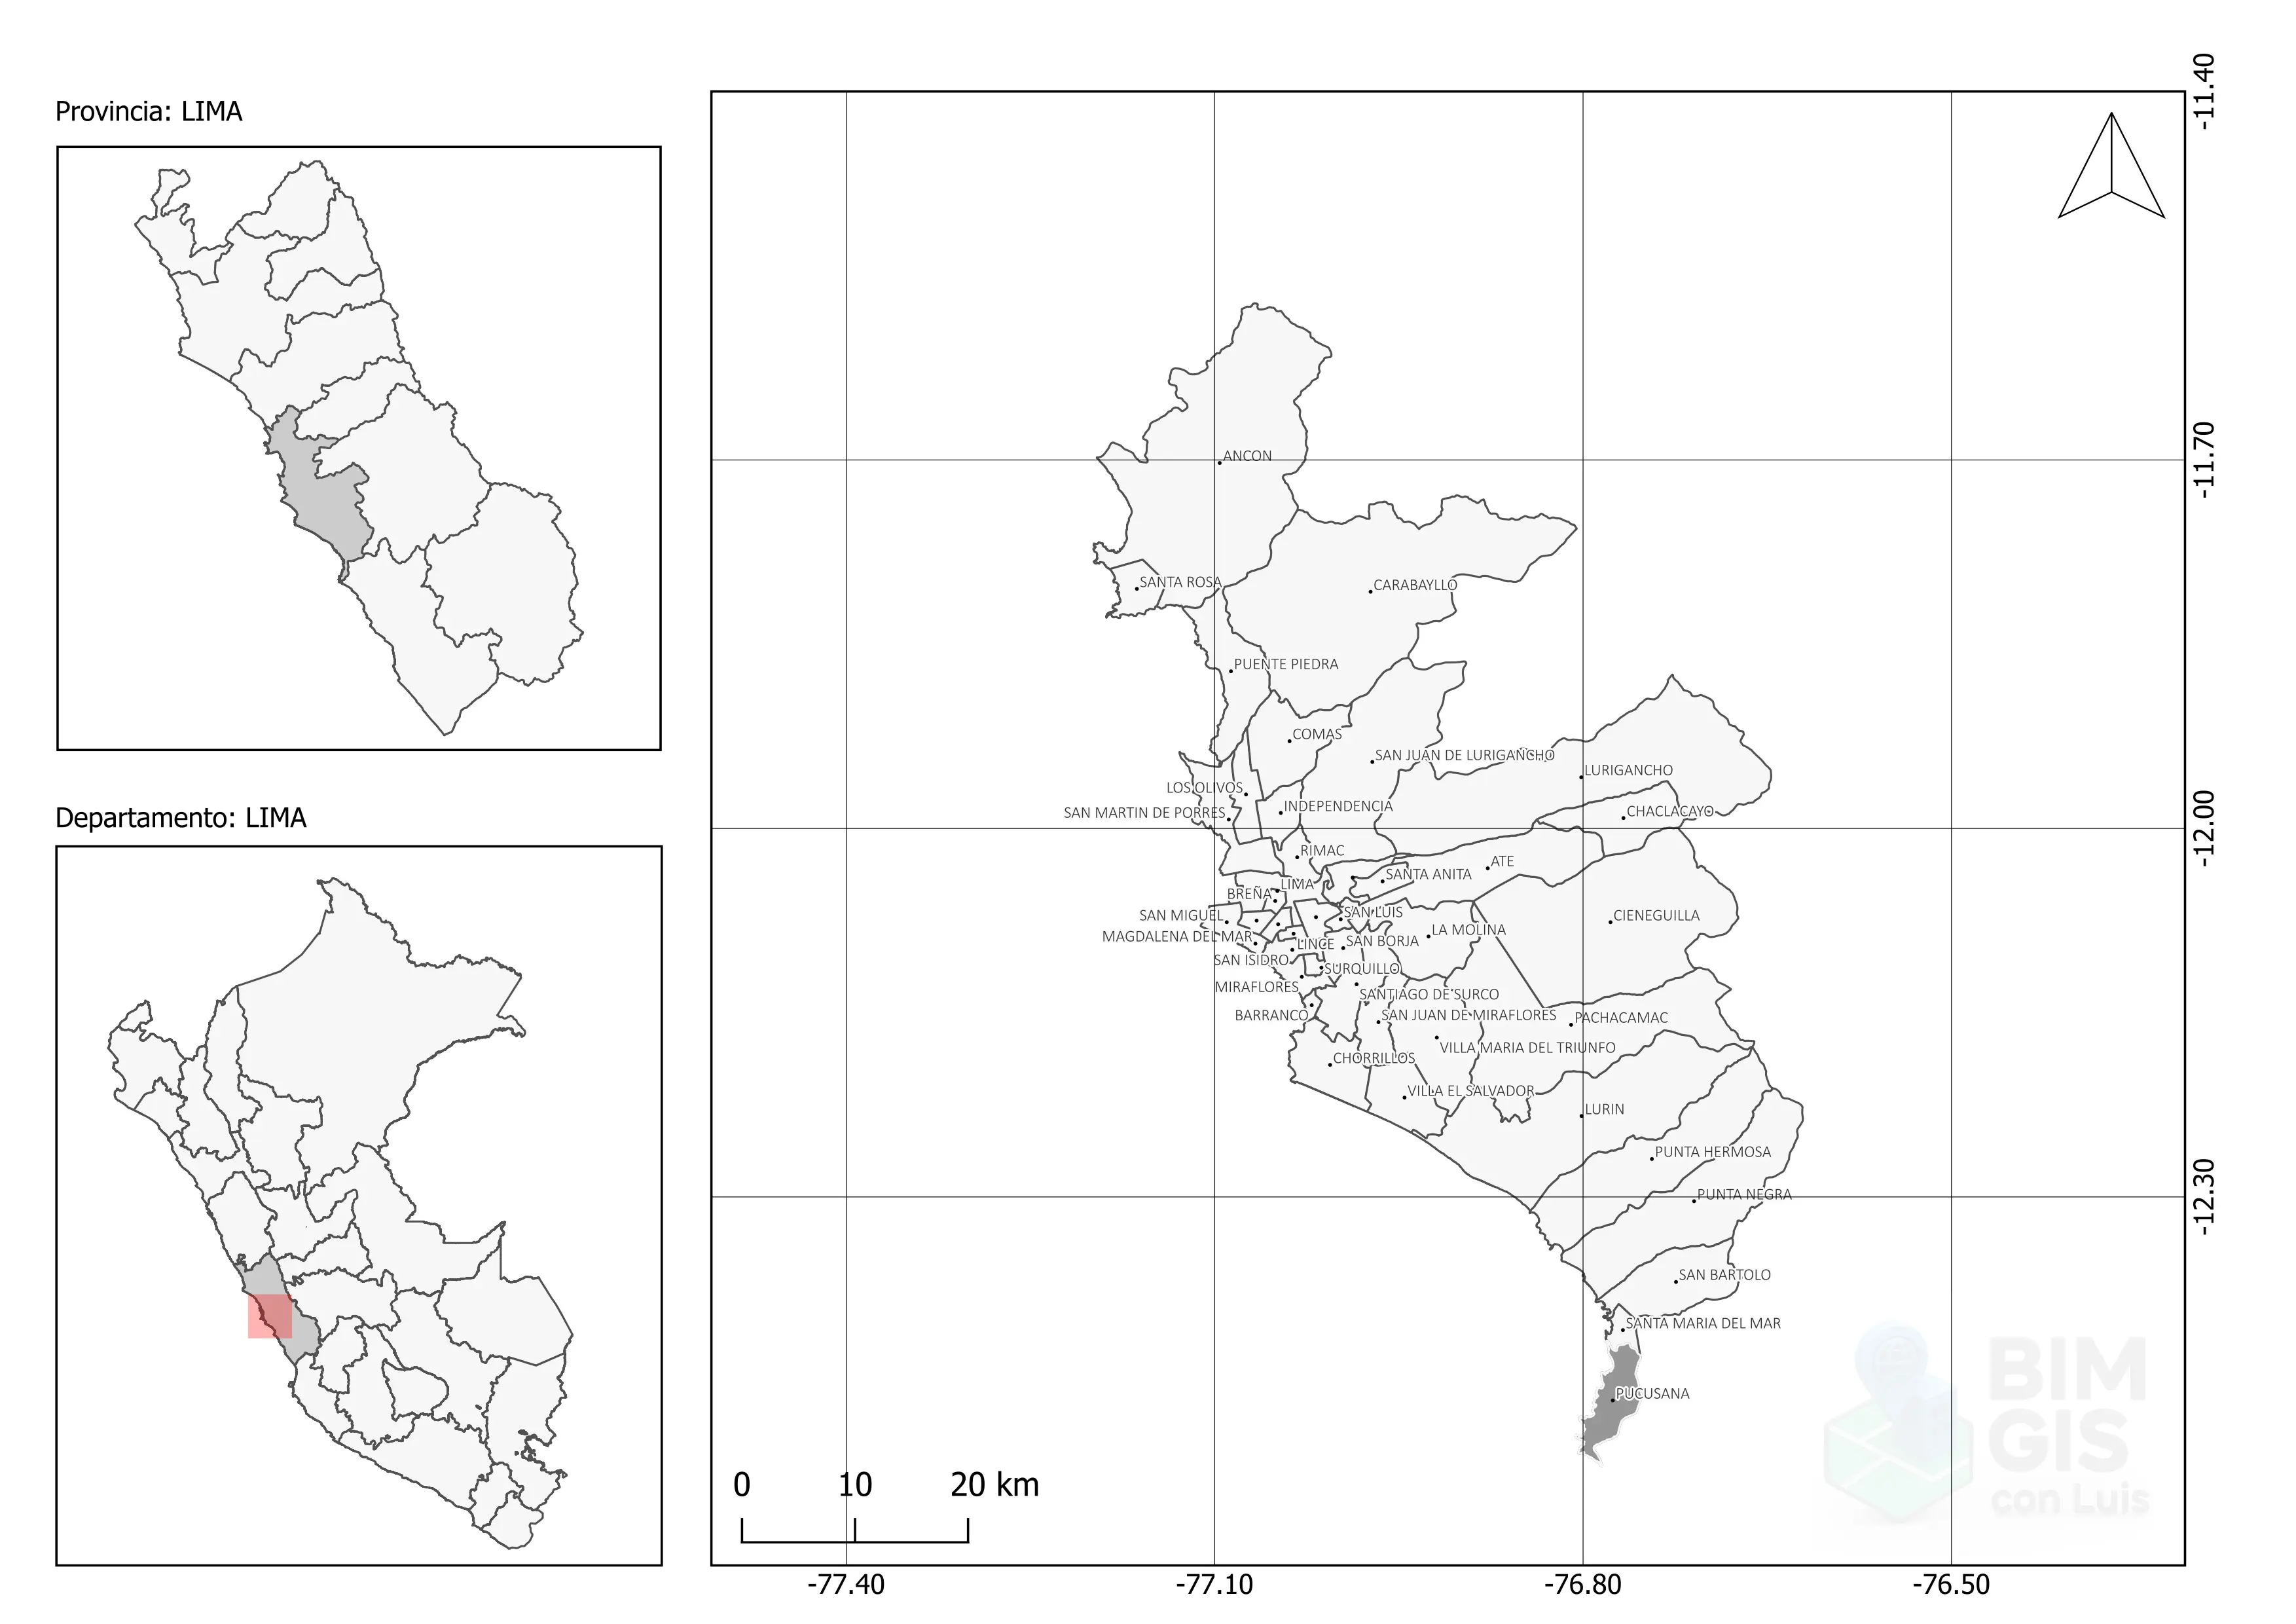 Provincia: LIMA
Departamento: LIMA
-11.40
-11.70
-12.00
-12.30
ANCON
SANTA ROSA
CARABAYLLO
PUENTE PIEDRA
COMAS
SAN JUAN DE LURIGANCHO
LURIGANCHO
LOS OLIVOS
INDEPENDENCIA
SAN MARTIN DE PORRES
CHACLACAYO
RIMAC
ATE
SANTA ANITA
LIMA
BREÑA
SAN MIGUEL
SAN LUIS
CIENEGUILLA
LA MOLINA
MAGDALENA DEL MAR
LINCE
SAN BORJA
SAN ISIDRO
SURQUILLO
MIRAFLORES
SANTIAGO DE SURCO
BARRANCO
SAN JUAN DE MIRAFLORES
PACHACAMAC
VILLA MARIA DEL TRIUNFO
CHORRILLOS
VILLA EL SALVADOR
LURIN
PUNTA HERMOSA
PUNTA NEGRA
SAN BARTOLO
SANTA MARIA DEL MAR
PUCUSANA
BIM
GIS
con Luis
0 10 20 km
-77.40 -77.10 -76.80 -76.50